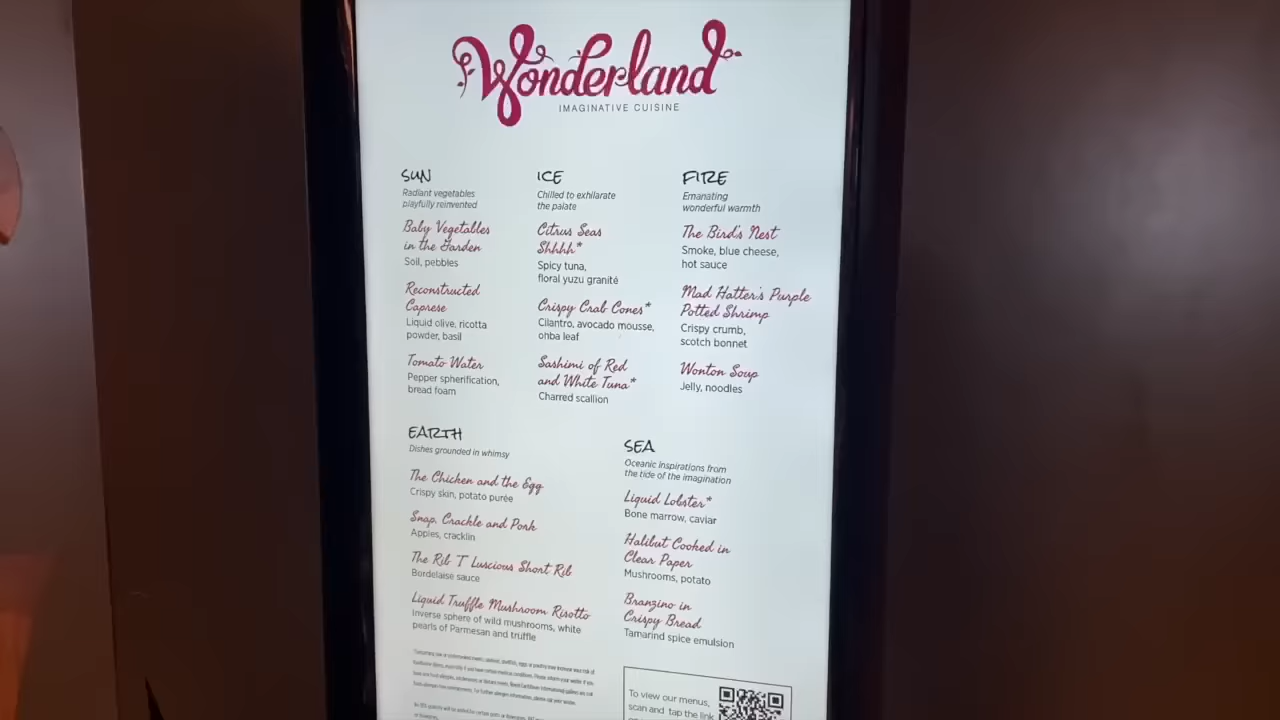 Wonderland
IMAGINATIVE CUISINE
SUN
Radiant vegetables
playfully reinvented
Baby Vegetables
in the Garden
Soil, pebbles
Reconstructed
Caprese
Liquid olive, ricotta
powder, basil
Tomato Water
Pepper spherification,
bread foam
ICE
Chilled to exhilarate
the palate
Citrus Seas
Shhhh*
Spicy tuna,
floral yuzu granité
Crispy Crab Cones*
Cilantro, avocado mousse,
ohba leaf
Sashimi of Red
and White Tuna*
Charred scallion
FIRE
Emanating
wonderful warmth
The Bird's Nest
Smoke, blue cheese,
hot sauce
Mad Hatter's Purple
Potted Shrimp
Crispy crumb,
scotch bonnet
Wonton Soup
Jelly, noodles
EARTH
Dishes grounded in whimsy
The Chicken and the Egg
Crispy skin, potato purée
Snap, Crackle and Pork
Apples, cracklin
The Rib 'T' Luscious Short Rib
Bordelaise sauce
Liquid Truffle Mushroom Risotto
Inverse sphere of wild mushrooms, white
pearls of Parmesan and truffle
SEA
Oceanic inspirations from
the tide of the imagination
Liquid Lobster*
Bone marrow, caviar
Halibut Cooked in
Clear Paper
Mushrooms, potato
Branzino in
Crispy Bread
Tamarind spice emulsion
To view our menus,
scan and tap the link